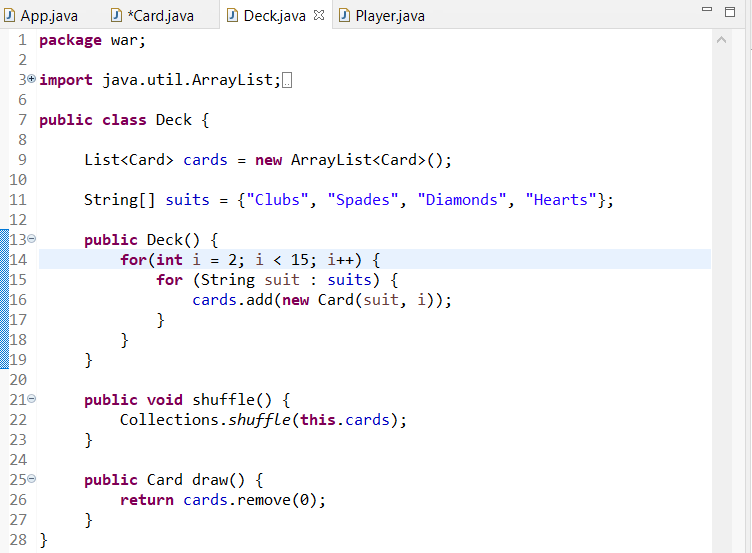 App.java *Card.java Deck.java Player.java
1 package war;
2
3 import java.util.ArrayList;
6
7 public class Deck {
8
9 List<Card> cards = new ArrayList<Card>();
10
11 String[] suits = {"Clubs", "Spades", "Diamonds", "Hearts"};
12
13 public Deck() {
14 for(int i = 2; i < 15; i++) {
15 for (String suit : suits) {
16 cards.add(new Card(suit, i));
17 }
18 }
19 }
20
21 public void shuffle() {
22 Collections.shuffle(this.cards);
23 }
24
25 public Card draw() {
26 return cards.remove(0);
27 }
28 }